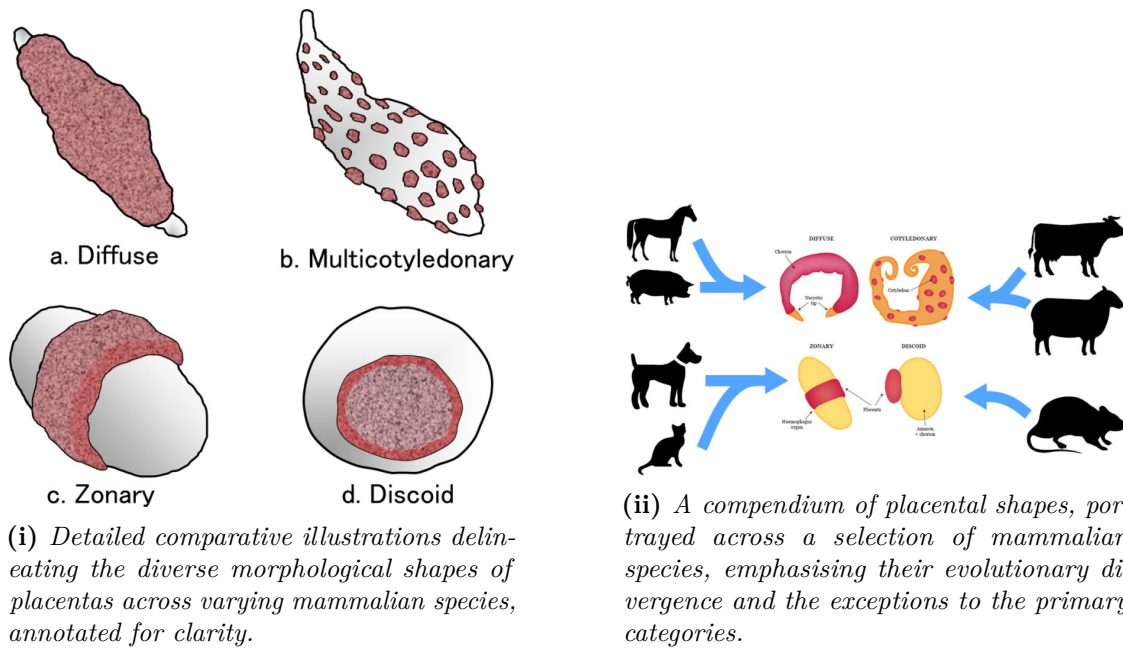 a. Diffuse
b. Multicotyledonary
c. Zonary
d. Discoid
(i) Detailed comparative illustrations delin-
eating the diverse morphological shapes of
placentas across varying mammalian species,
annotated for clarity.
DIFFUSE
COTYLEDONARY
Chorion
Necrotic
tip
Cotyledon
ZONARY
DISCOID
Placenta
Haemophagus
organ
Amnion
+ chorion
(ii) A compendium of placental shapes, por
trayed across a selection of mammalian
species, emphasising their evolutionary di
vergence and the exceptions to the primary
categories.